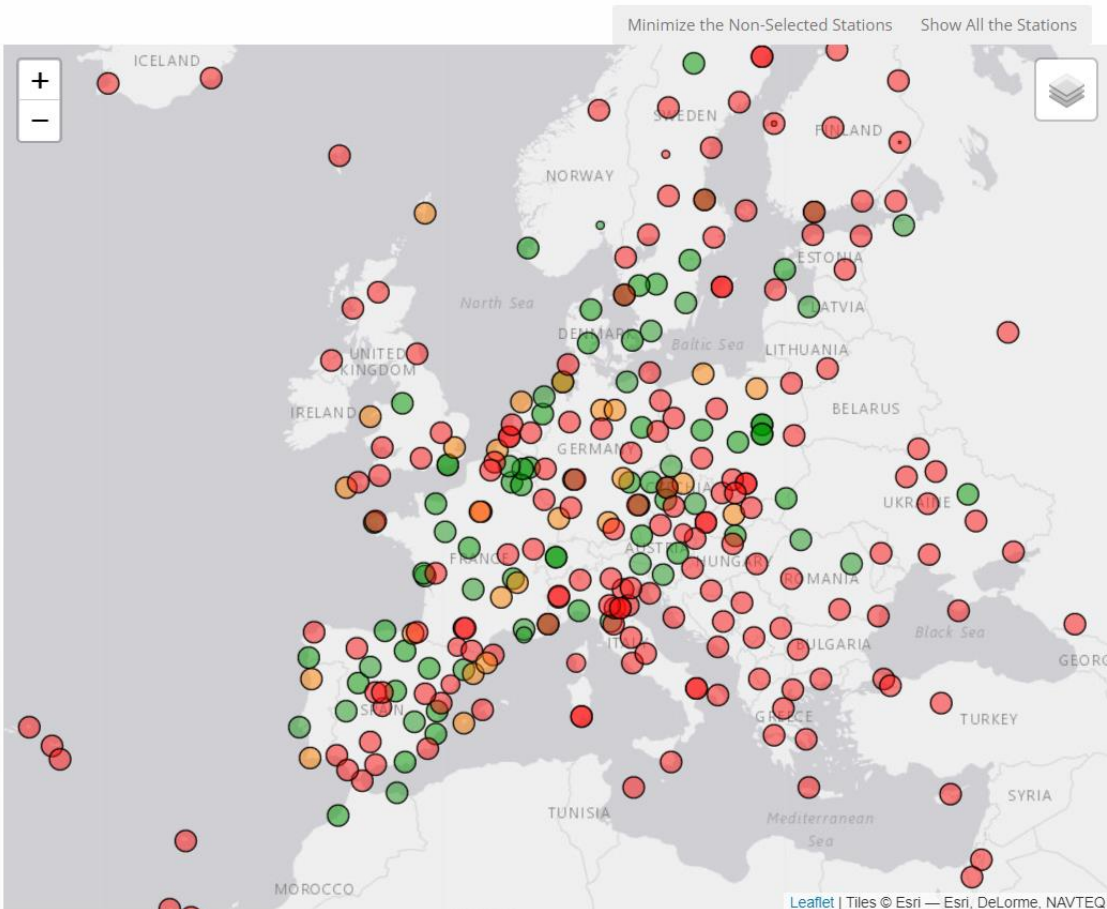 Minimize the Non-Selected Stations Show All the Stations
ICELAND
+
−
SWEDEN
FINLAND
NORWAY
ESTONIA
North Sea
LATVIA
DENMARK
Baltic Sea
LITHUANIA
UNITED
KINGDOM
IRELAND
BELARUS
GERMANY
UKRAINE
FRANCE
AUSTRIA
HUNGARY
ROMANIA
Black Sea
ITALY
BULGARIA
GEORG
SPAIN
GREECE
TURKEY
SYRIA
TUNISIA
Mediterranean
Sea
MOROCCO
Leaflet | Tiles © Esri — Esri, DeLorme, NAVTEQ